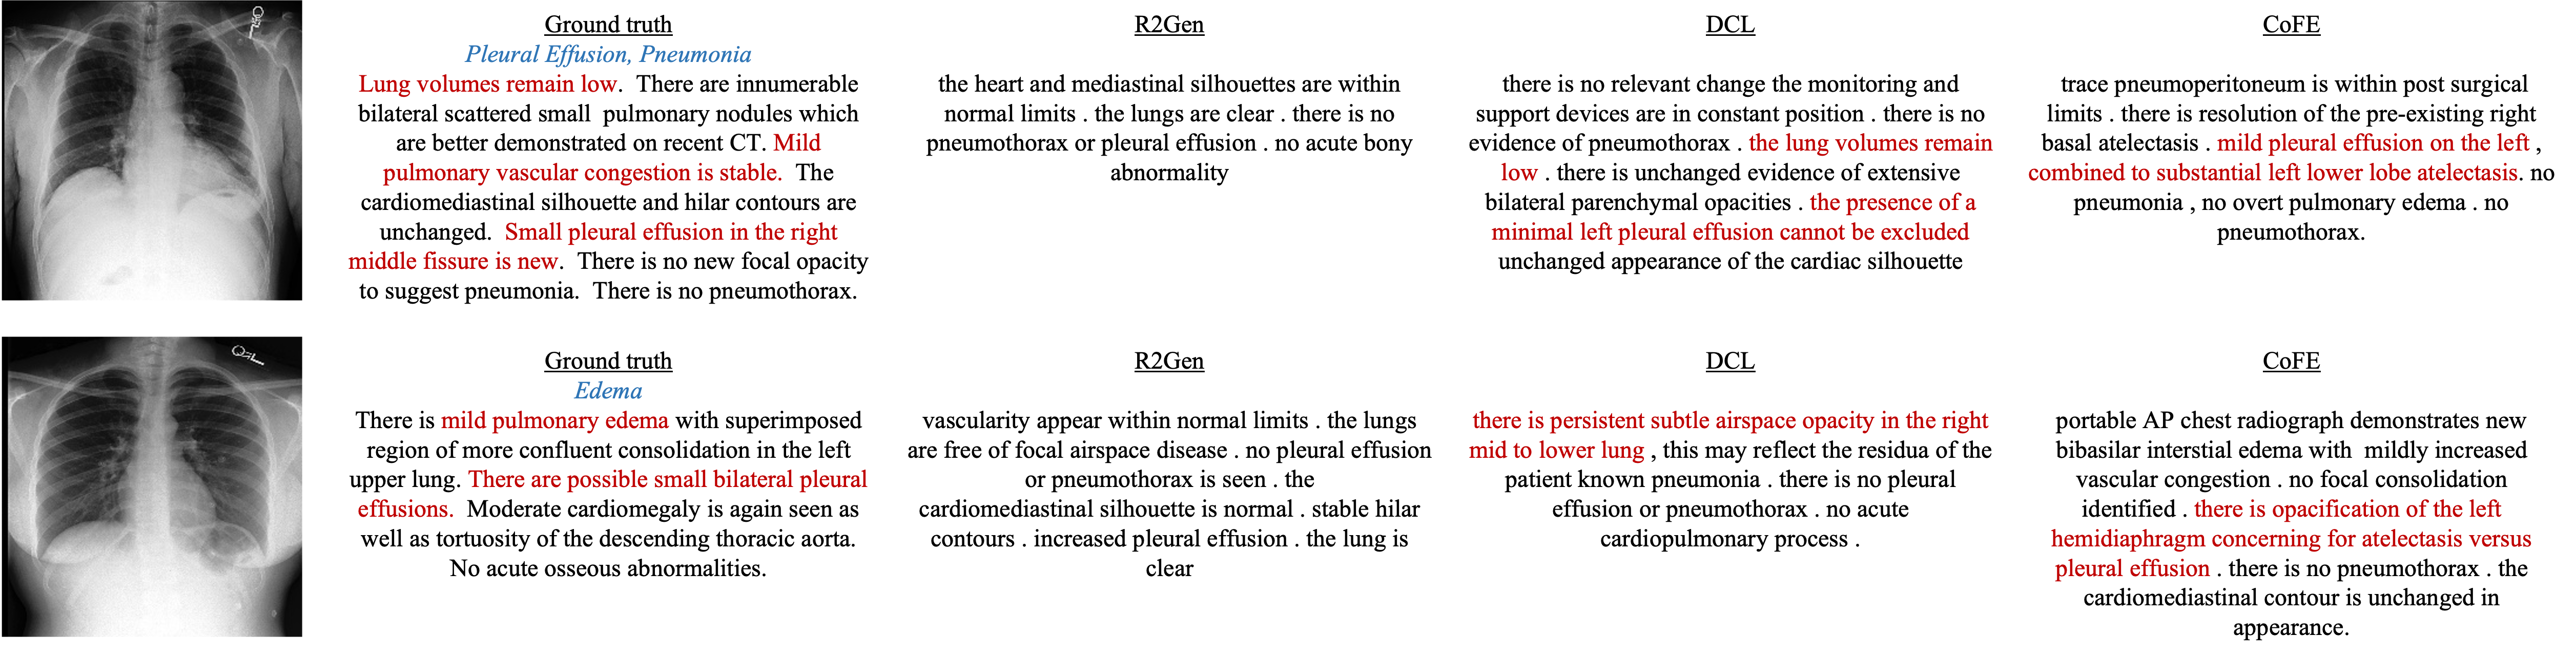 Ground truth
Pleural Effusion, Pneumonia
Lung volumes remain low. There are innumerable
bilateral scattered small pulmonary nodules which
are better demonstrated on recent CT. Mild
pulmonary vascular congestion is stable. The
cardiomediastinal silhouette and hilar contours are
unchanged. Small pleural effusion in the right
middle fissure is new. There is no new focal opacity
to suggest pneumonia. There is no pneumothorax.
R2Gen
the heart and mediastinal silhouettes are within
normal limits . the lungs are clear . there is no
pneumothorax or pleural effusion . no acute bony
abnormality
DCL
there is no relevant change the monitoring and
support devices are in constant position . there is no
evidence of pneumothorax . the lung volumes remain
low . there is unchanged evidence of extensive
bilateral parenchymal opacities . the presence of a
minimal left pleural effusion cannot be excluded
unchanged appearance of the cardiac silhouette
CoFE
trace pneumoperitoneum is within post surgical
limits . there is resolution of the pre-existing right
basal atelectasis . mild pleural effusion on the left ,
combined to substantial left lower lobe atelectasis. no
pneumonia , no overt pulmonary edema . no
pneumothorax.
Ground truth
Edema
There is mild pulmonary edema with superimposed
region of more confluent consolidation in the left
upper lung. There are possible small bilateral pleural
effusions. Moderate cardiomegaly is again seen as
well as tortuosity of the descending thoracic aorta.
No acute osseous abnormalities.
R2Gen
vascularity appear within normal limits . the lungs
are free of focal airspace disease . no pleural effusion
or pneumothorax is seen . the
cardiomediastinal silhouette is normal . stable hilar
contours . increased pleural effusion . the lung is
clear
DCL
there is persistent subtle airspace opacity in the right
mid to lower lung , this may reflect the residua of the
patient known pneumonia . there is no pleural
effusion or pneumothorax . no acute
cardiopulmonary process .
CoFE
portable AP chest radiograph demonstrates new
bibasilar interstial edema with mildly increased
vascular congestion . no focal consolidation
identified . there is opacification of the left
hemidiaphragm concerning for atelectasis versus
pleural effusion . there is no pneumothorax . the
cardiomediastinal contour is unchanged in
appearance.